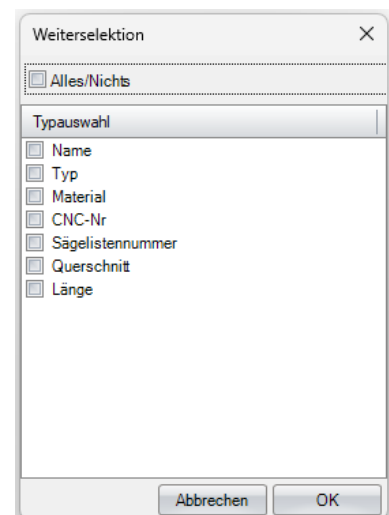 Weiterselektion
Alles/Nichts
Typauswahl
Name
Typ
Material
CNC-Nr
Sägelistennummer
Querschnitt
Länge
Abbrechen OK